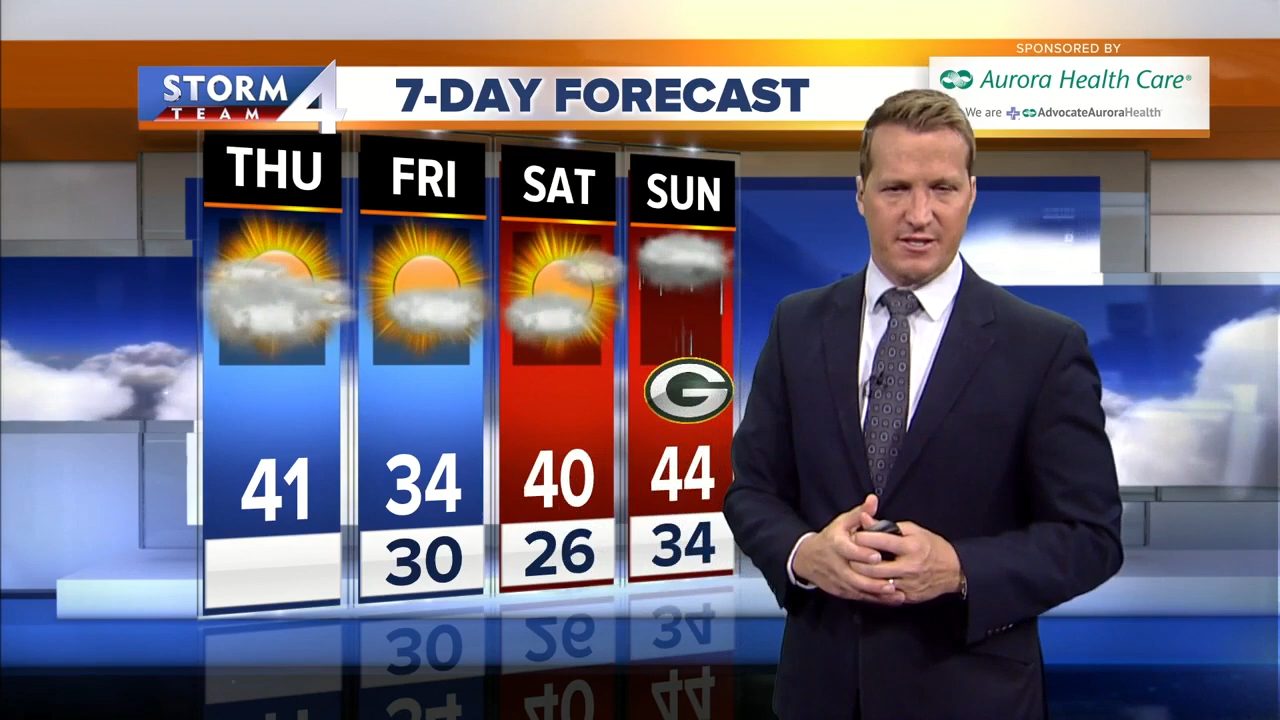 SPONSORED BY
Aurora Health Care®
We are AdvocateAuroraHealth
STORM
TEAM
4
7-DAY FORECAST
THU FRI SAT SUN
G
41 34 40 44
30 26 34